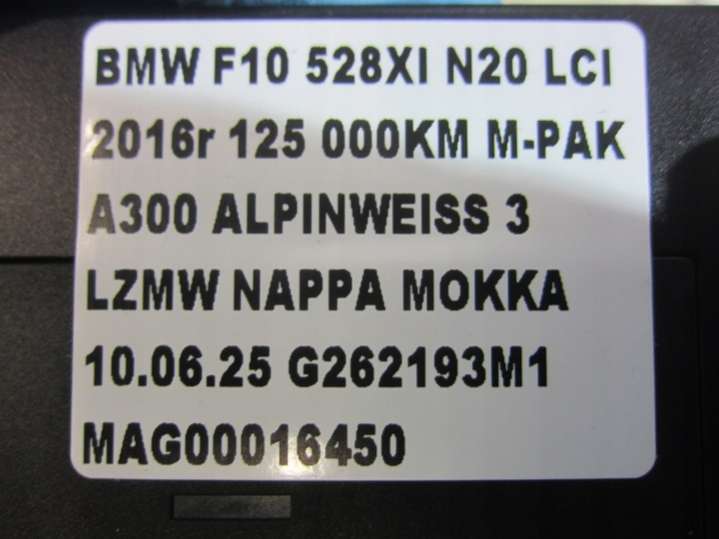 BMW F10 528XI N20 LCI
2016r 125 000KM M-PAK
A300 ALPINWEISS 3
LZMW NAPPA MOKKA
10.06.25 G262193M1
MAG00016450